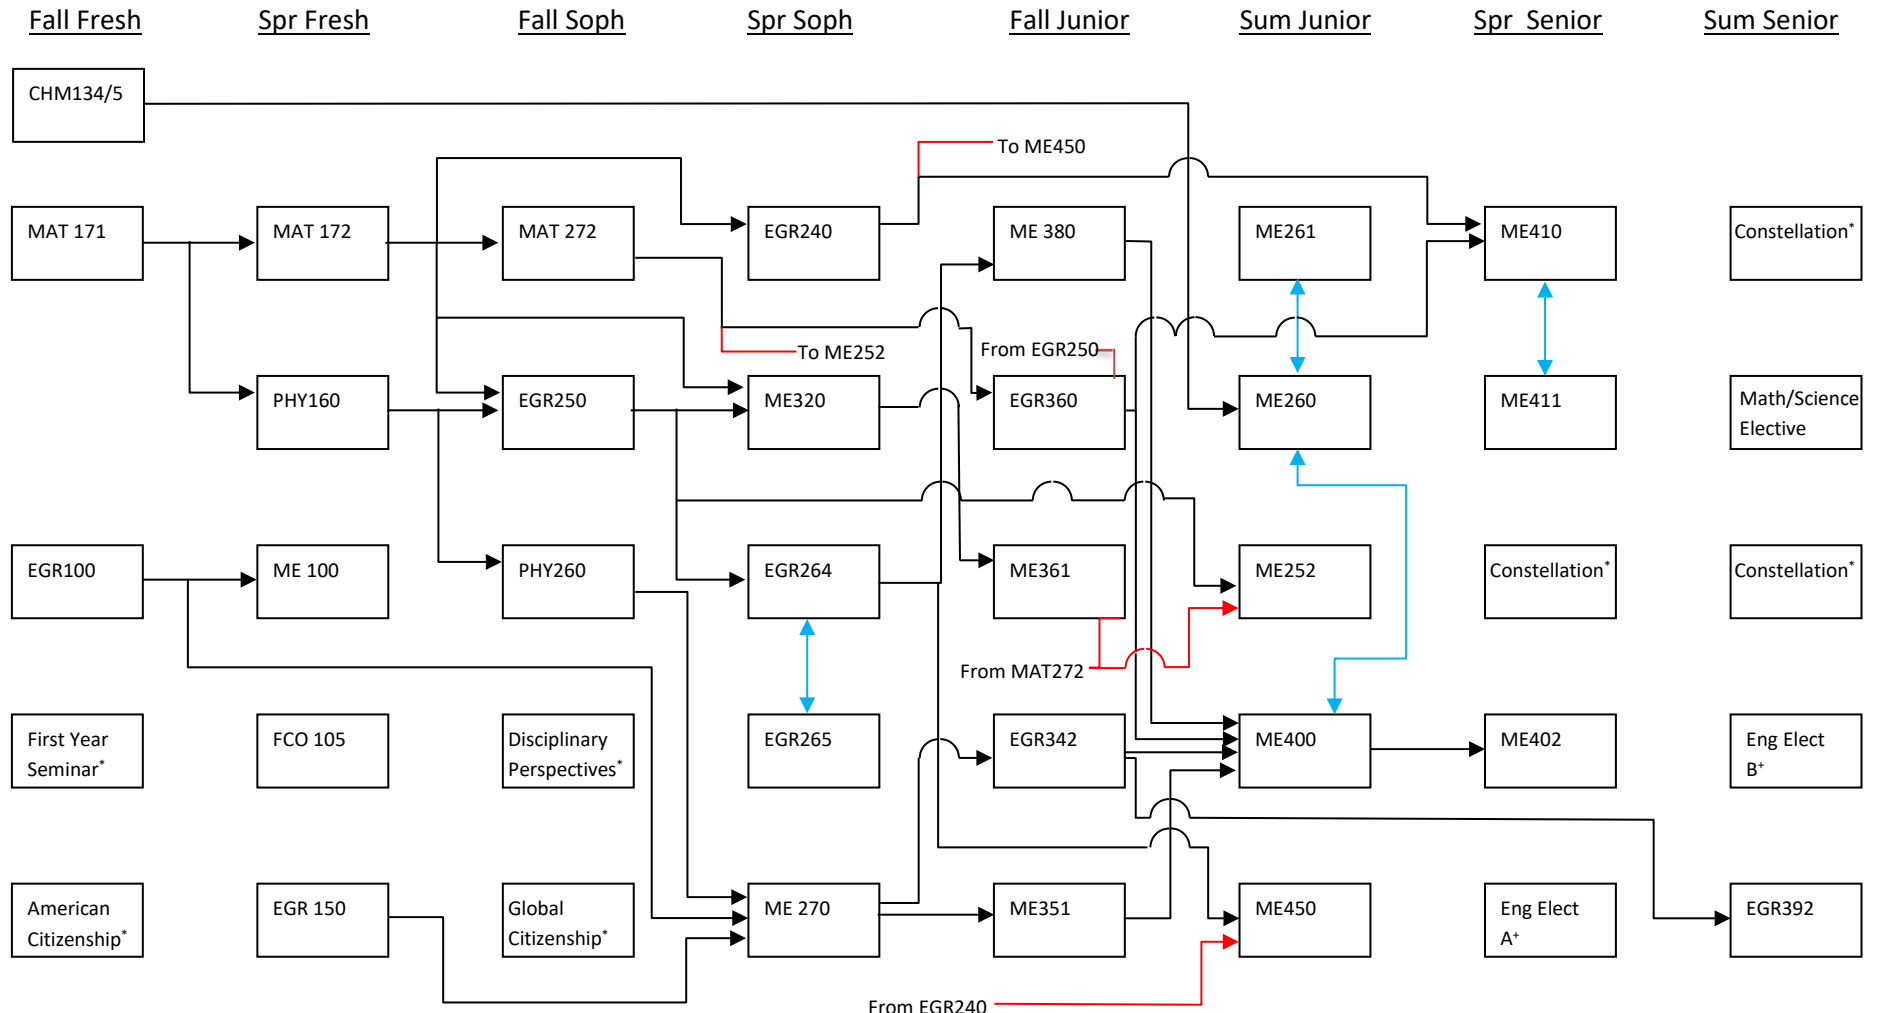 Fall Fresh
Spr Fresh
Fall Soph
Spr Soph
Fall Junior
Sum Junior
Spr  Senior
Sum Senior
CHM134/5
To ME450
MAT 171
MAT 172
MAT 272
EGR240
ME 380
ME261
ME410
Constellation*
To ME252
From EGR250
PHY160
EGR250
ME320
EGR360
ME260
ME411
Math/Science
Elective
EGR100
ME 100
PHY260
EGR264
ME361
ME252
Constellation*
Constellation*
From MAT272
First Year
Seminar*
FCO 105
Disciplinary
Perspectives*
EGR265
EGR342
ME400
ME402
Eng Elect
B+
American
Citizenship*
EGR 150
Global
Citizenship*
ME 270
ME351
ME450
Eng Elect
A+
EGR392
From EGR240